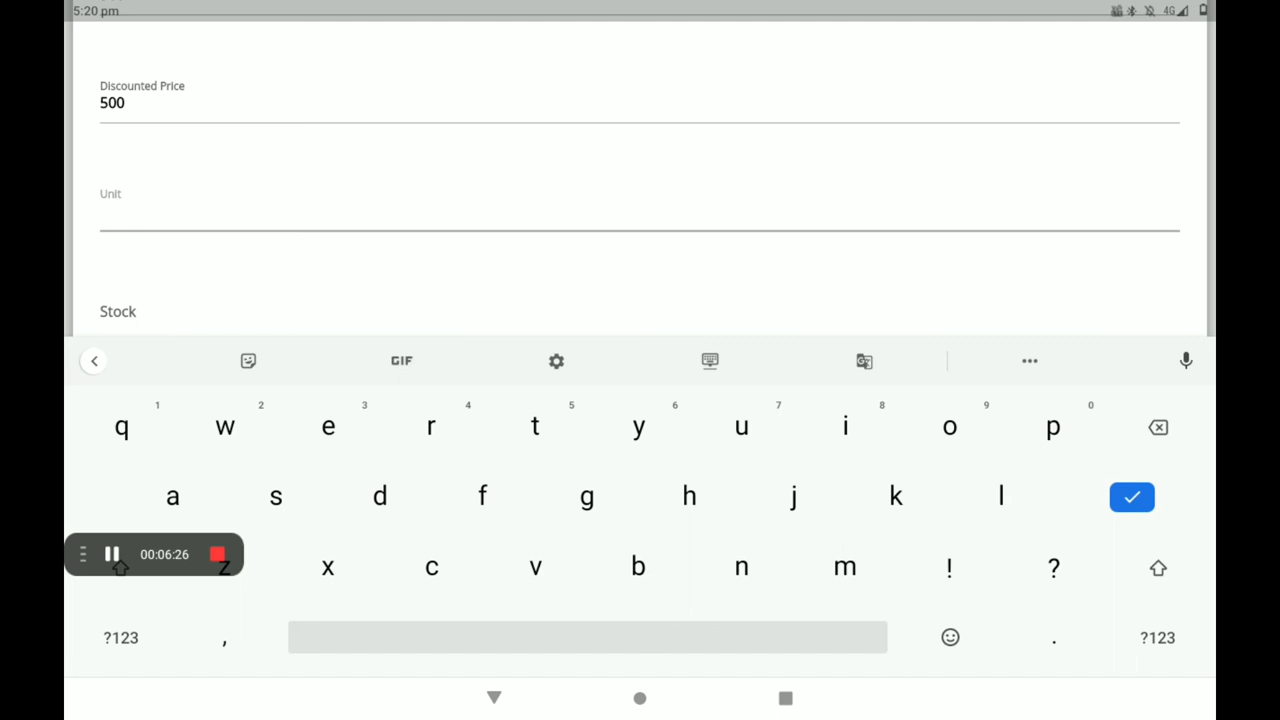 5:20 pm
4G
Discounted Price
500
Unit
Stock
GIF
1 2 3 4 5 6 7 8 9 0
q w e r t y u i o p
a s d f g h j k l
00:06:26
z x c v b n m ! ?
?123 , . ?123